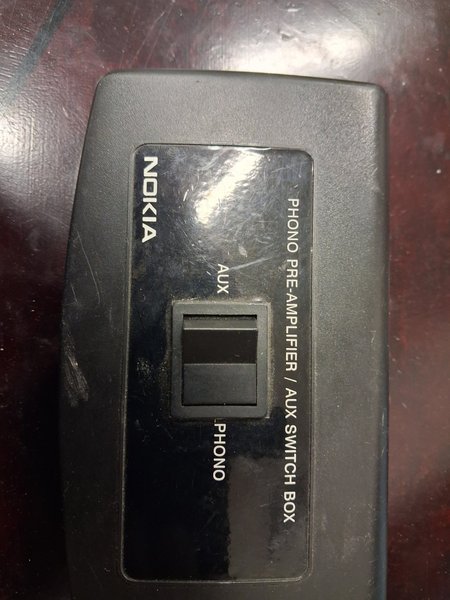 PHONO PRE-AMPLIFIER / AUX SWITCH BOX
AUX PHONO
NOKIA